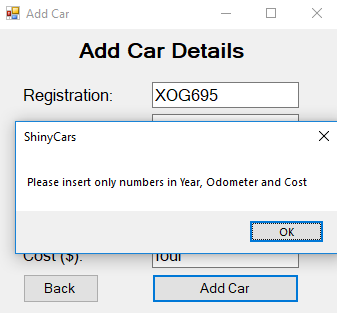 Add Car
Add Car Details
Registration:
XOG695
ShinyCars
Please insert only numbers in Year, Odometer and Cost
OK
Cost ($):
four
Back
Add Car